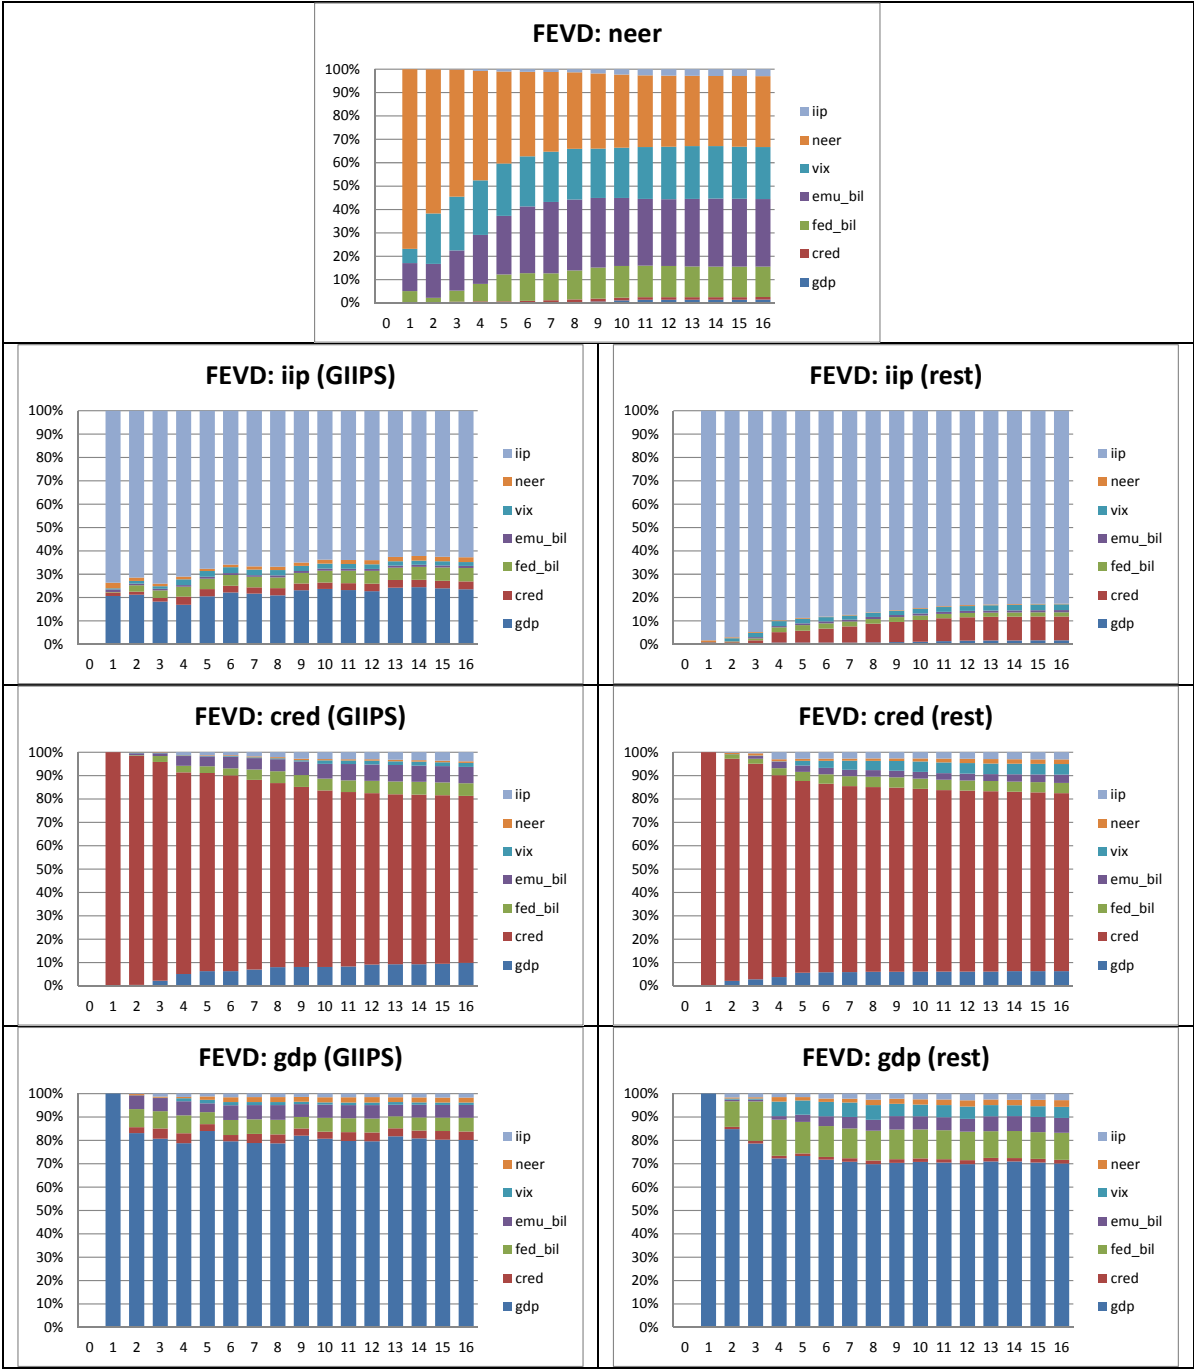 FEVD: neer
100%
90%
80%
70%
60%
50%
40%
30%
20%
10%
0%
0 1 2 3 4 5 6 7 8 9 10 11 12 13 14 15 16
iip
neer
vix
emu_bil
fed_bil
cred
gdp
FEVD: iip (GIIPS)
100%
90%
80%
70%
60%
50%
40%
30%
20%
10%
0%
0 1 2 3 4 5 6 7 8 9 10 11 12 13 14 15 16
iip
neer
vix
emu_bil
fed_bil
cred
gdp
FEVD: iip (rest)
100%
90%
80%
70%
60%
50%
40%
30%
20%
10%
0%
0 1 2 3 4 5 6 7 8 9 10 11 12 13 14 15 16
iip
neer
vix
emu_bil
fed_bil
cred
gdp
FEVD: cred (GIIPS)
100%
90%
80%
70%
60%
50%
40%
30%
20%
10%
0%
0 1 2 3 4 5 6 7 8 9 10 11 12 13 14 15 16
iip
neer
vix
emu_bil
fed_bil
cred
gdp
FEVD: cred (rest)
100%
90%
80%
70%
60%
50%
40%
30%
20%
10%
0%
0 1 2 3 4 5 6 7 8 9 10 11 12 13 14 15 16
iip
neer
vix
emu_bil
fed_bil
cred
gdp
FEVD: gdp (GIIPS)
100%
90%
80%
70%
60%
50%
40%
30%
20%
10%
0%
0 1 2 3 4 5 6 7 8 9 10 11 12 13 14 15 16
iip
neer
vix
emu_bil
fed_bil
cred
gdp
FEVD: gdp (rest)
100%
90%
80%
70%
60%
50%
40%
30%
20%
10%
0%
0 1 2 3 4 5 6 7 8 9 10 11 12 13 14 15 16
iip
neer
vix
emu_bil
fed_bil
cred
gdp